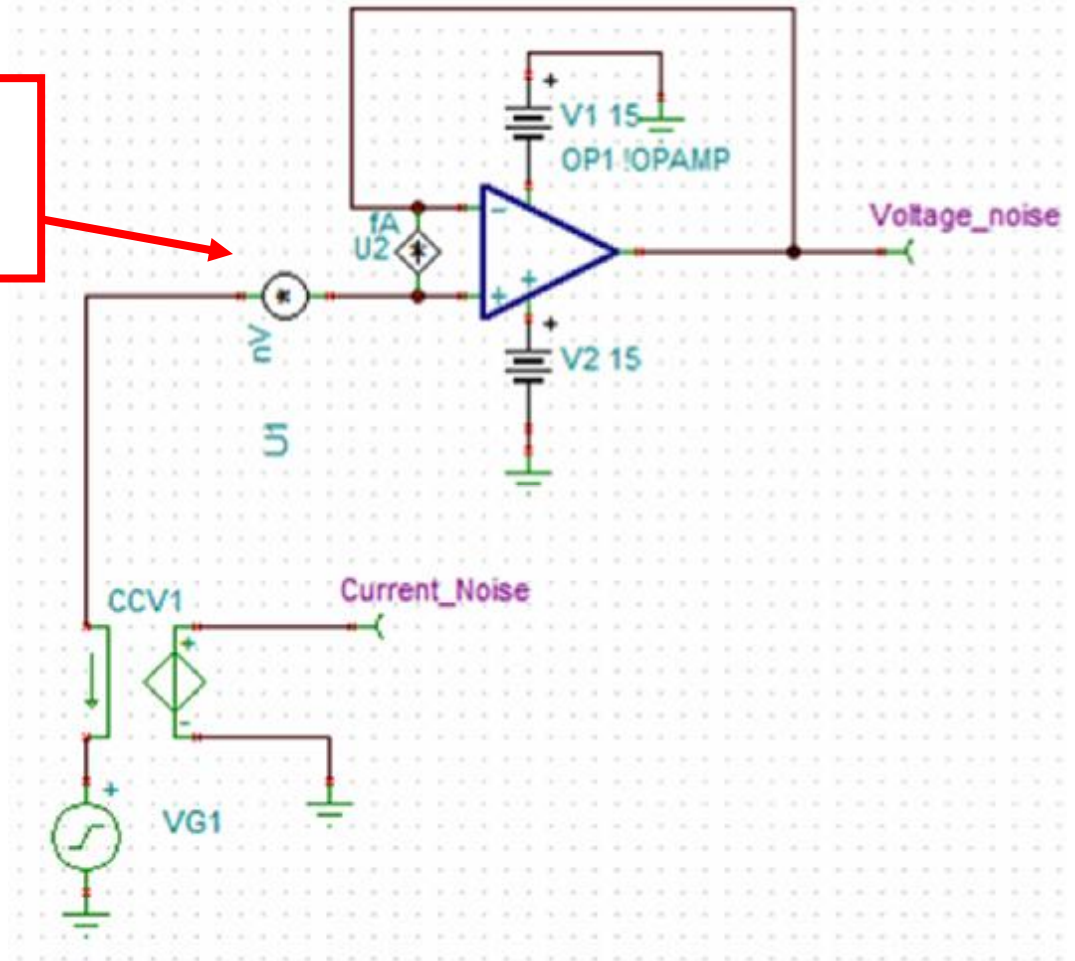 V1 15
OP1 !OPAMP
Voltage_noise
fA
U2
nV
V2 15
U1
CCV1
Current_Noise
VG1